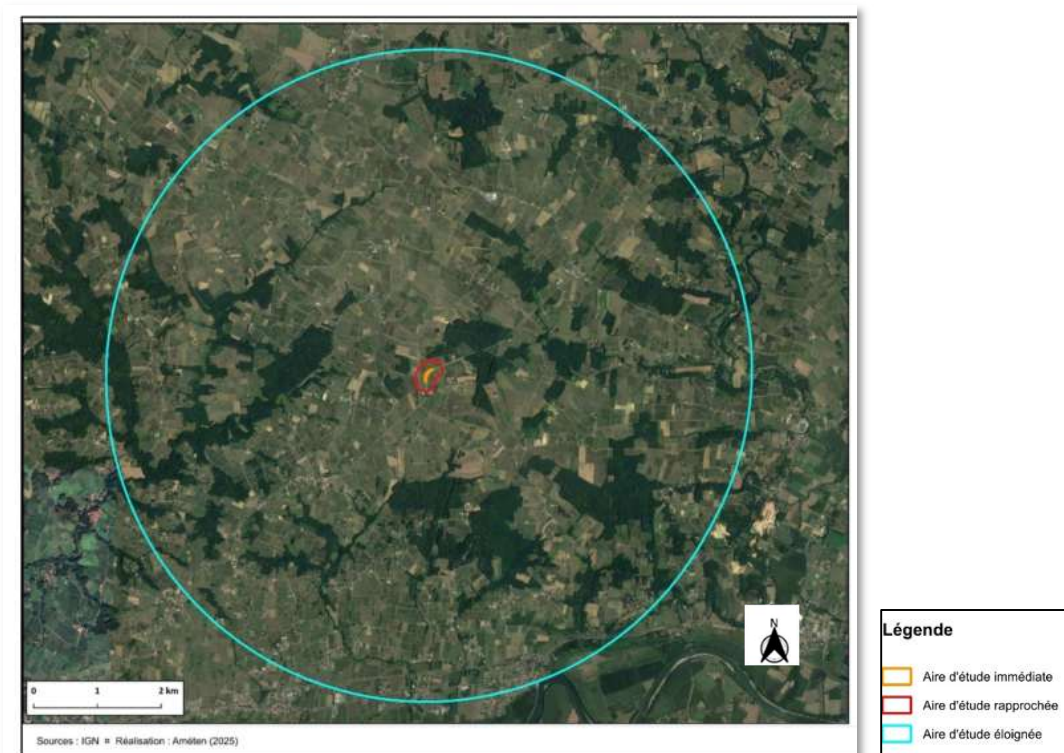 N
0 1 2 km
Sources : IGN ¤ Réalisation : Améten (2025)
Légende
Aire d'étude immédiate
Aire d'étude rapprochée
Aire d'étude éloignée